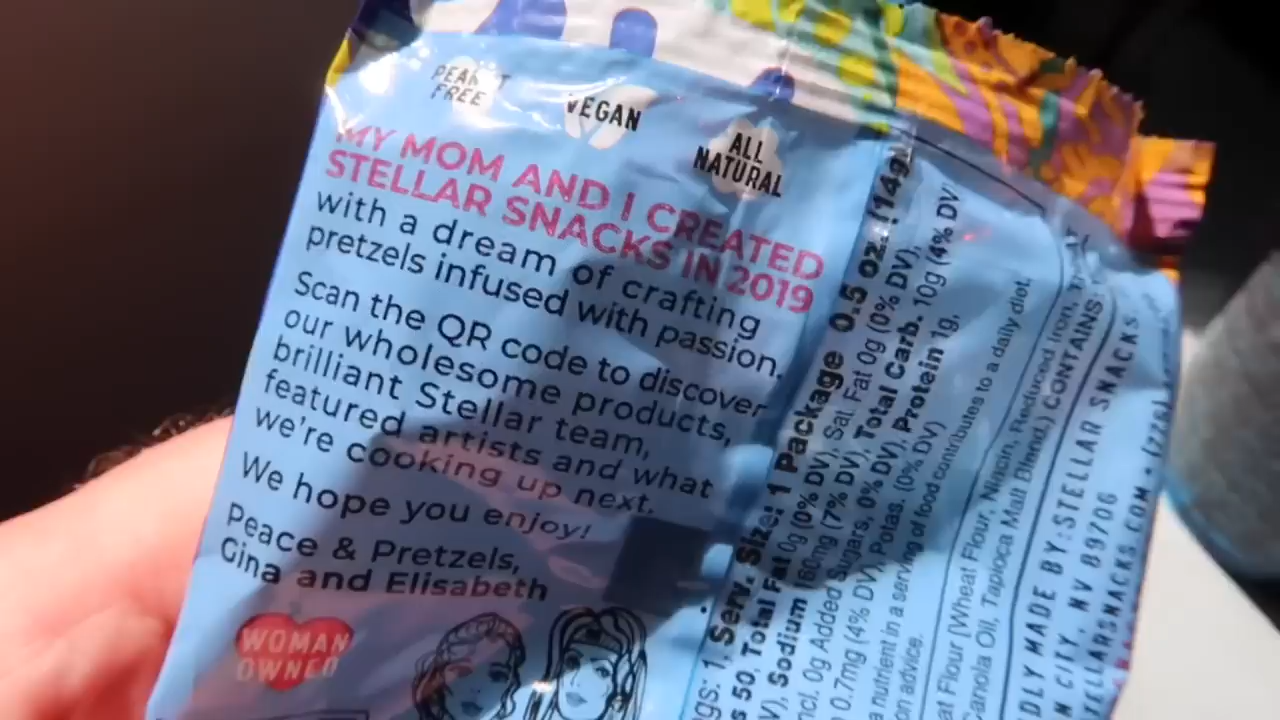 PEANUT
FREE
VEGAN
ALL
NATURAL
MY MOM AND I CREATED
STELLAR SNACKS IN 2019
with a dream of crafting
pretzels infused with passion.
Scan the QR code to discover
our wholesome products,
brilliant Stellar team,
featured artists and what
we're cooking up next.
We hope you enjoy!
Peace & Pretzels,
Gina and Elisabeth
WOMAN
OWNED
1, Serv. Size: 1 Package 0.5 oz. (14g)
50, Total Fat 0g (0% DV), Sat. Fat 0g (0% DV),
Sodium 160mg (7% DV), Total Carb. 10g (4% DV
0g Added Sugars, 0% DV), Protein 1g,
0.7mg (4% DV), Potas. (0% DV)
a nutrient in a serving of food contributes to a daily diet.
on advice.
Flour (Wheat Flour, Niacin, Reduced Iron,
Canola Oil, Tapioca Malt Blend.) CONTAINS
MADE BY: STELLAR SNACKS
CITY, NV 89706
STELLARSNACKS.COM • (775)